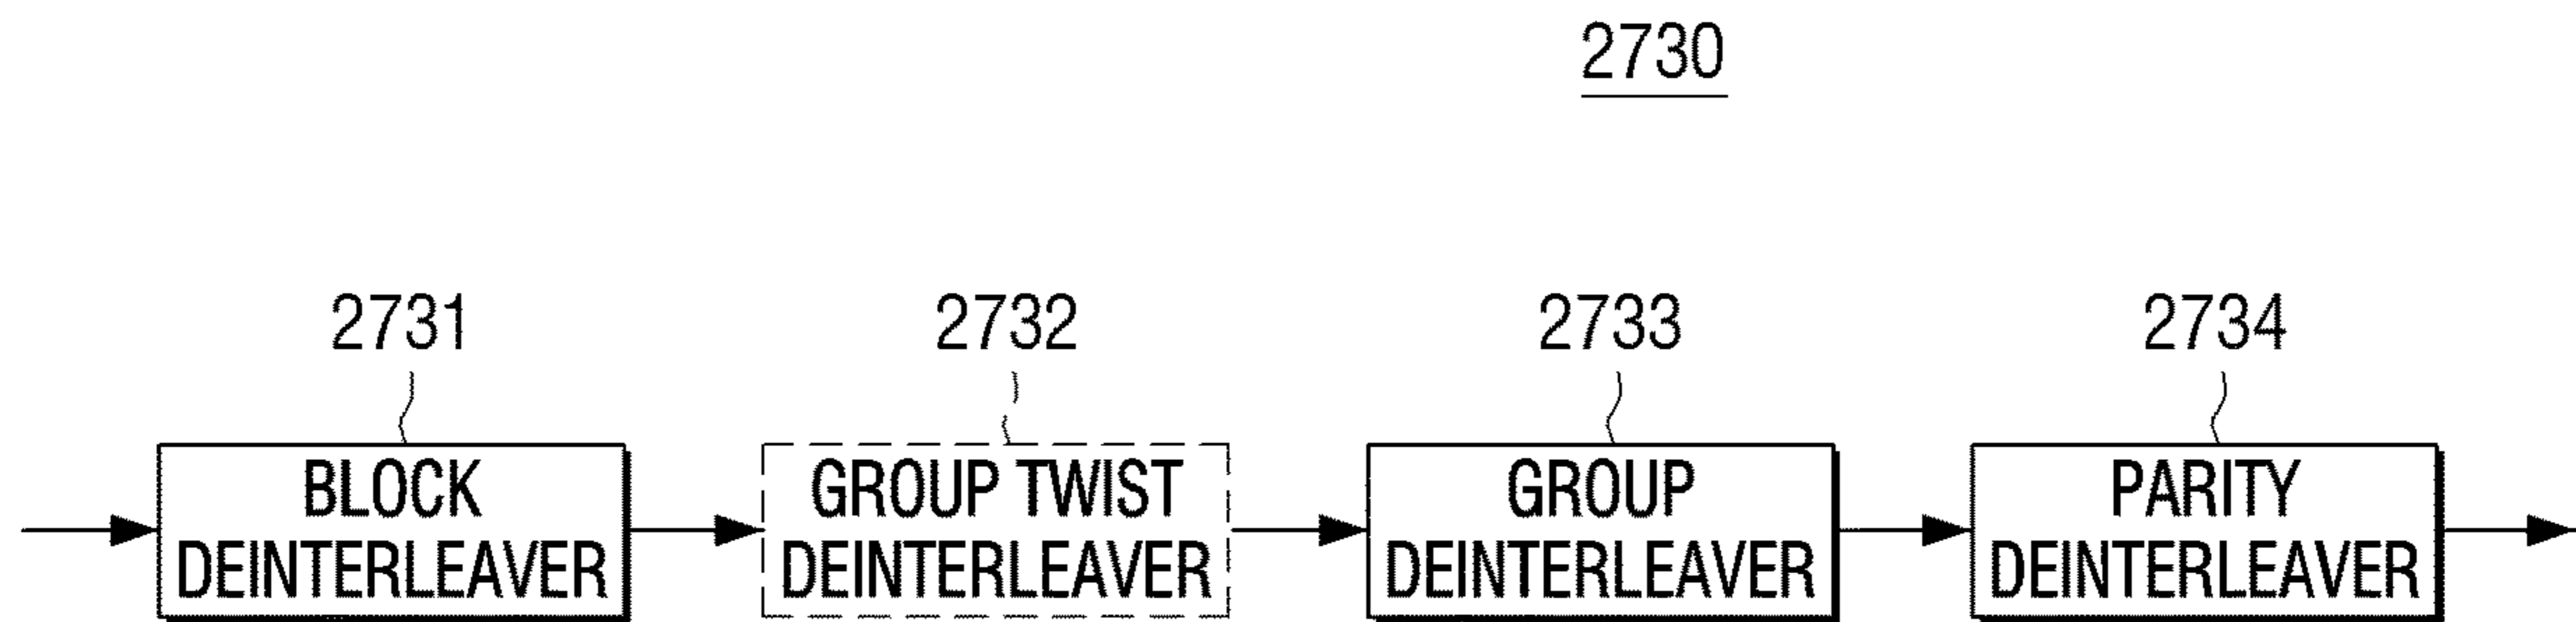 2730
2731
2732
2733
2734
BLOCK
DEINTERLEAVER
GROUP TWIST
DEINTERLEAVER
GROUP
DEINTERLEAVER
PARITY
DEINTERLEAVER